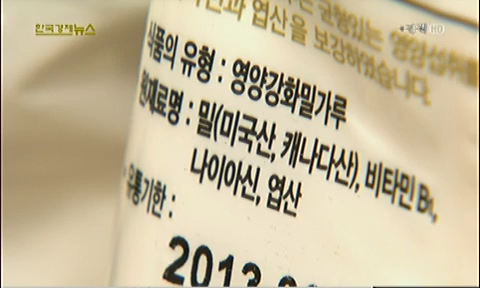 한국경제뉴스
HD
균형있는 영양섭취를
엽산을 보강하였습니다.
식품의 유형 : 영양강화밀가루
원재료명 : 밀(미국산, 캐나다산), 비타민 B₁,
나이아신, 엽산
유통기한 :
2013